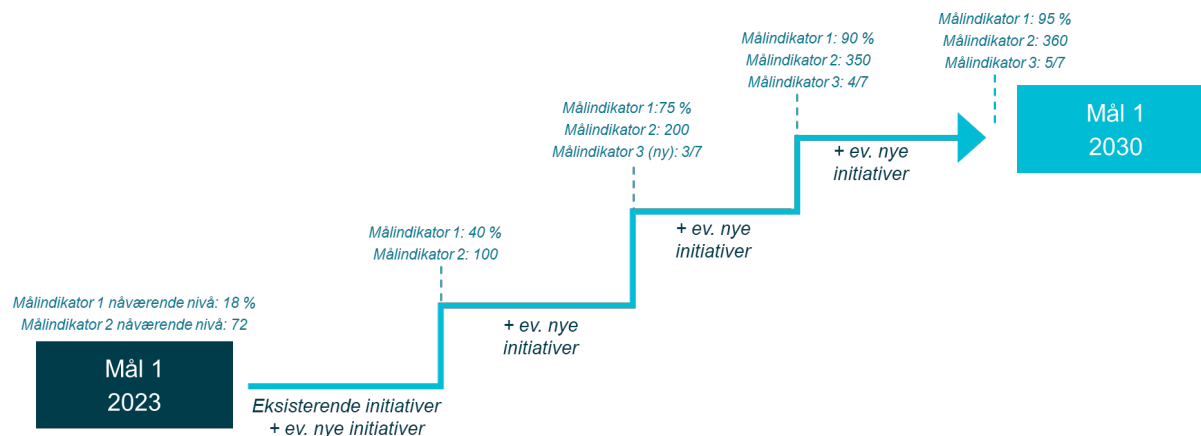 Målindikator 1 nåværende nivå: 18 %
Målindikator 2 nåværende nivå: 72
Mål 1
2023
Eksisterende initiativer
+ ev. nye initiativer
Målindikator 1: 40 %
Målindikator 2: 100
+ ev. nye
initiativer
Målindikator 1:75 %
Målindikator 2: 200
Målindikator 3 (ny): 3/7
+ ev. nye
initiativer
Målindikator 1: 90 %
Målindikator 2: 350
Målindikator 3: 4/7
+ ev. nye
initiativer
Målindikator 1: 95 %
Målindikator 2: 360
Målindikator 3: 5/7
Mål 1
2030